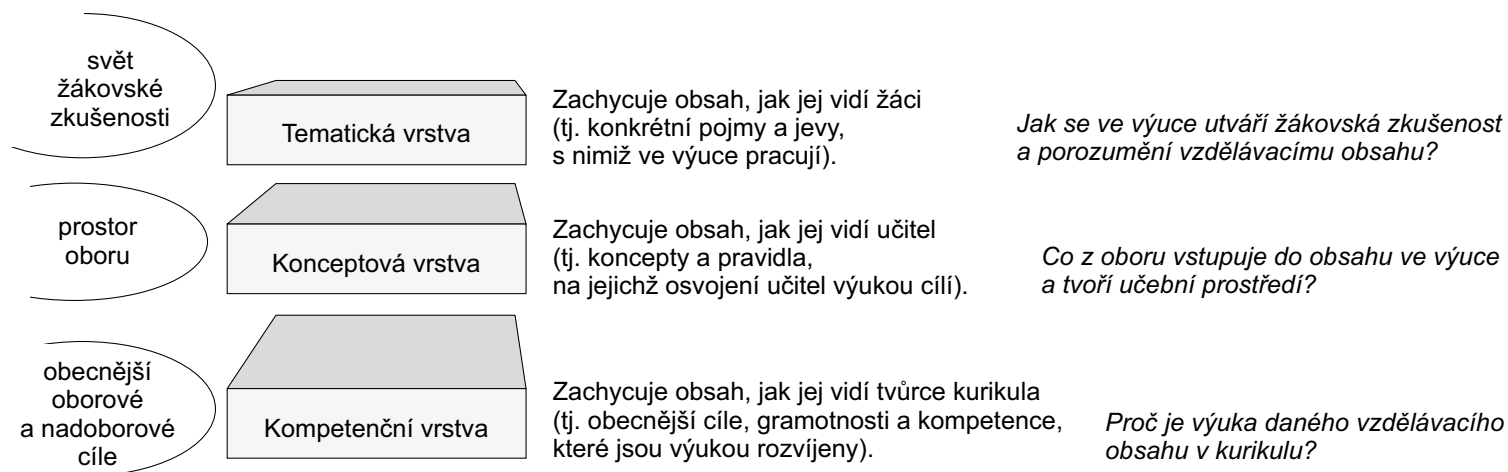 svět
žákovské
zkušenosti
Tematická vrstva
Zachycuje obsah, jak jej vidí žáci
(tj. konkrétní pojmy a jevy,
s nimiž ve výuce pracují).
Jak se ve výuce utváří žákovská zkušenost
a porozumění vzdělávacímu obsahu?
prostor
oboru
Konceptová vrstva
Zachycuje obsah, jak jej vidí učitel
(tj. koncepty a pravidla,
na jejichž osvojení učitel výukou cílí).
Co z oboru vstupuje do obsahu ve výuce
a tvoří učební prostředí?
obecnější
oborové
a nadoborové
cíle
Kompetenční vrstva
Zachycuje obsah, jak jej vidí tvůrce kurikula
(tj. obecnější cíle, gramotnosti a kompetence,
které jsou výukou rozvíjeny).
Proč je výuka daného vzdělávacího
obsahu v kurikulu?